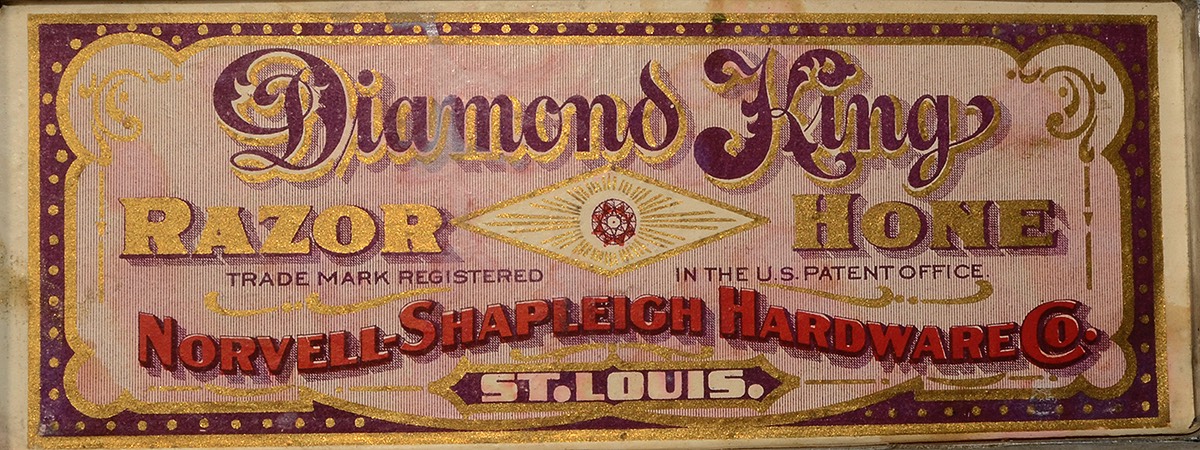 Diamond King
RAZOR HONE
TRADE MARK REGISTERED IN THE U.S. PATENT OFFICE.
NORVELL-SHAPLEIGH HARDWARE CO.
ST. LOUIS.